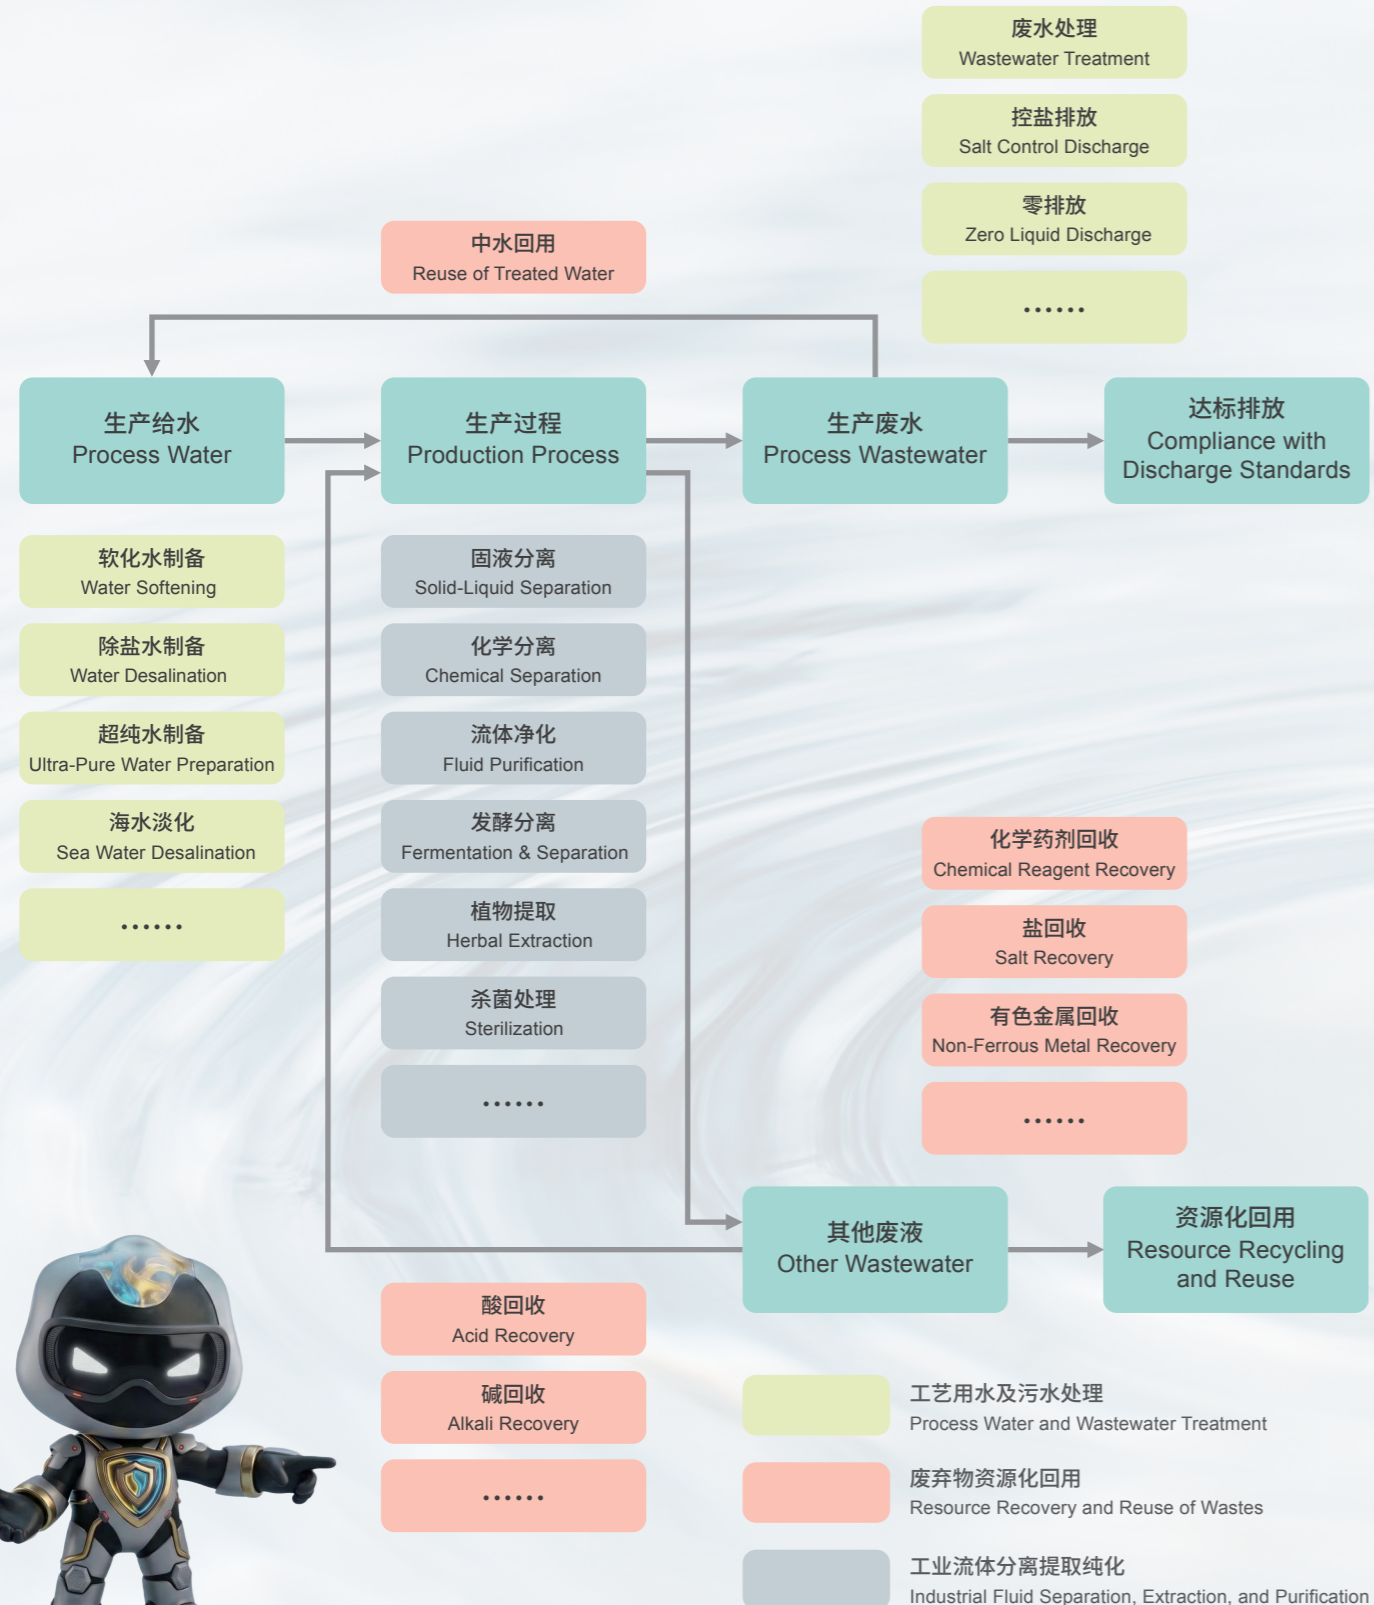 废水处理
Wastewater Treatment
控盐排放
Salt Control Discharge
零排放
Zero Liquid Discharge
······
中水回用
Reuse of Treated Water
生产给水
Process Water
生产过程
Production Process
生产废水
Process Wastewater
达标排放
Compliance with
Discharge Standards
软化水制备
Water Softening
除盐水制备
Water Desalination
超纯水制备
Ultra-Pure Water Preparation
海水淡化
Sea Water Desalination
······
固液分离
Solid-Liquid Separation
化学分离
Chemical Separation
流体净化
Fluid Purification
发酵分离
Fermentation & Separation
植物提取
Herbal Extraction
杀菌处理
Sterilization
······
化学药剂回收
Chemical Reagent Recovery
盐回收
Salt Recovery
有色金属回收
Non-Ferrous Metal Recovery
······
其他废液
Other Wastewater
资源化回用
Resource Recycling
and Reuse
酸回收
Acid Recovery
碱回收
Alkali Recovery
······
工艺用水及污水处理
Process Water and Wastewater Treatment
废弃物资源化回用
Resource Recovery and Reuse of Wastes
工业流体分离提取纯化
Industrial Fluid Separation, Extraction, and Purification